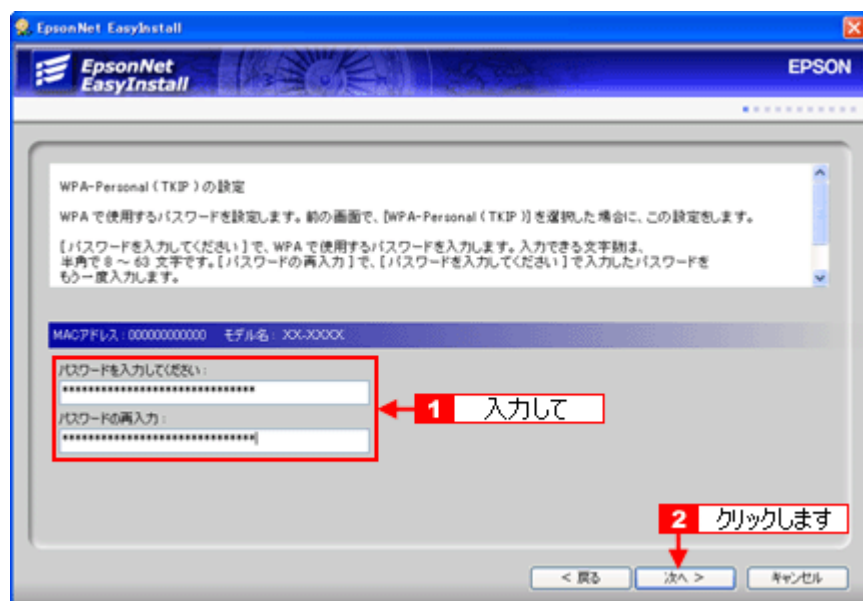 EpsonNet EasyInstall
EpsonNet
EasyInstall
EPSON
WPA-Personal(TKIP)の設定
WPAで使用するパスワードを設定します。前の画面で、[WPA-Personal(TKIP)]を選択した場合に、この設定をします。
[パスワードを入力してください]で、WPAで使用するパスワードを入力します。入力できる文字数は、
半角で8～63文字です。[パスワードの再入力]で、[パスワードを入力してください]で入力したパスワードを
もう一度入力します。
MACアドレス:000000000000 モデル名: XX-XXXX
パスワードを入力してください:
*******************************
パスワードの再入力:
*******************************
1 入力して
2 クリックします
< 戻る 次へ > キャンセル